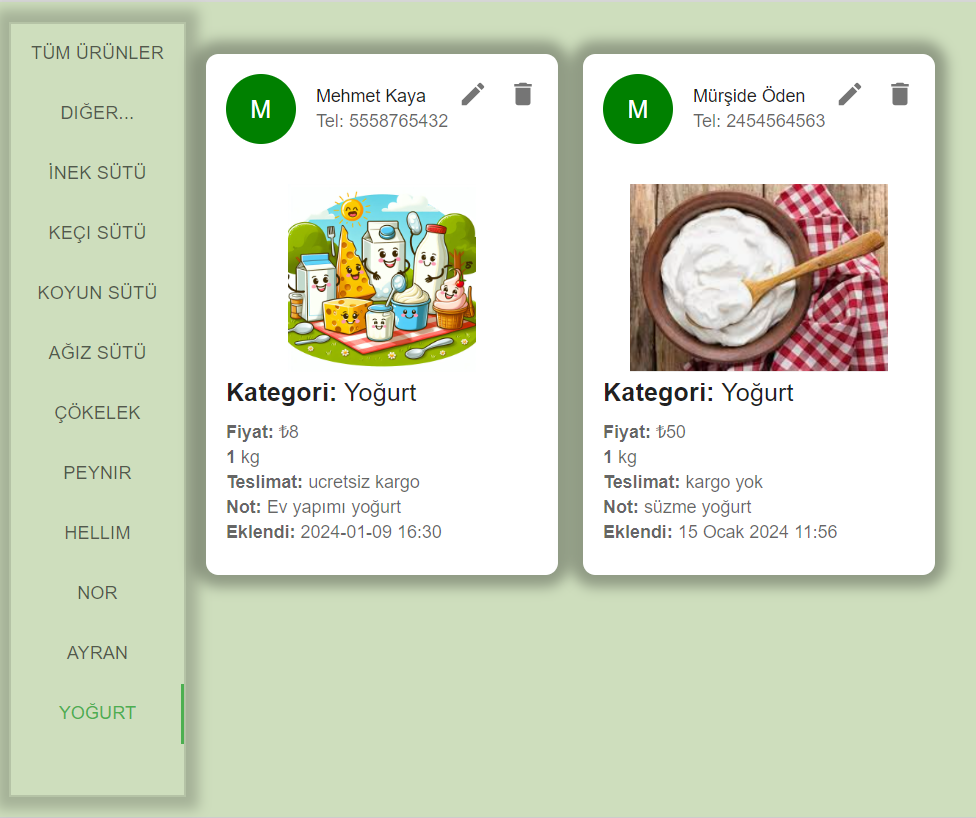 TÜM ÜRÜNLER
DIĞER...
İNEK SÜTÜ
KEÇI SÜTÜ
KOYUN SÜTÜ
AĞIZ SÜTÜ
ÇÖKELEK
PEYNIR
HELLIM
NOR
AYRAN
YOĞURT
M
Mehmet Kaya
Tel: 5558765432
Kategori: Yoğurt
Fiyat: ₺8
1 kg
Teslimat: ucretsiz kargo
Not: Ev yapımı yoğurt
Eklendi: 2024-01-09 16:30
M
Mürşide Öden
Tel: 2454564563
Kategori: Yoğurt
Fiyat: ₺50
1 kg
Teslimat: kargo yok
Not: süzme yoğurt
Eklendi: 15 Ocak 2024 11:56